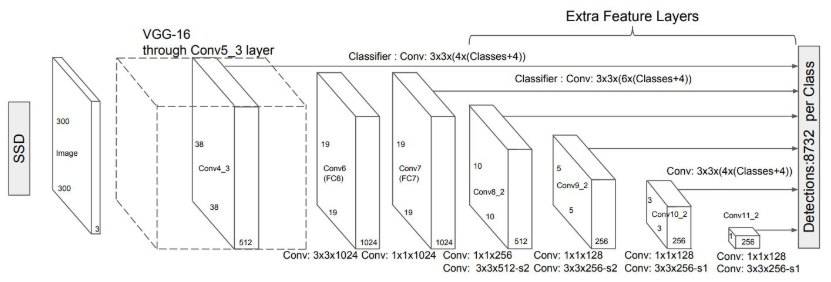 Extra Feature Layers
VGG-16
through Conv5_3 layer
Classifier : Conv: 3x3x(4x(Classes+4))
Classifier : Conv: 3x3x(6x(Classes+4))
SSD
300
Image
300
3
38
Conv4_3
38
512
19
Conv6
(FC6)
19
1024
19
Conv7
(FC7)
19
1024
10
Conv8_2
10
512
5
Conv9_2
5
256
Conv: 3x3x(4x(Classes+4))
3
Conv10_2
3
256
Conv11_2
1
256
Detections:8732 per Class
Conv: 3x3x1024
Conv: 1x1x1024
Conv: 1x1x256
Conv: 3x3x512-s2
Conv: 1x1x128
Conv: 3x3x256-s2
Conv: 1x1x128
Conv: 3x3x256-s1
Conv: 1x1x128
Conv: 3x3x256-s1